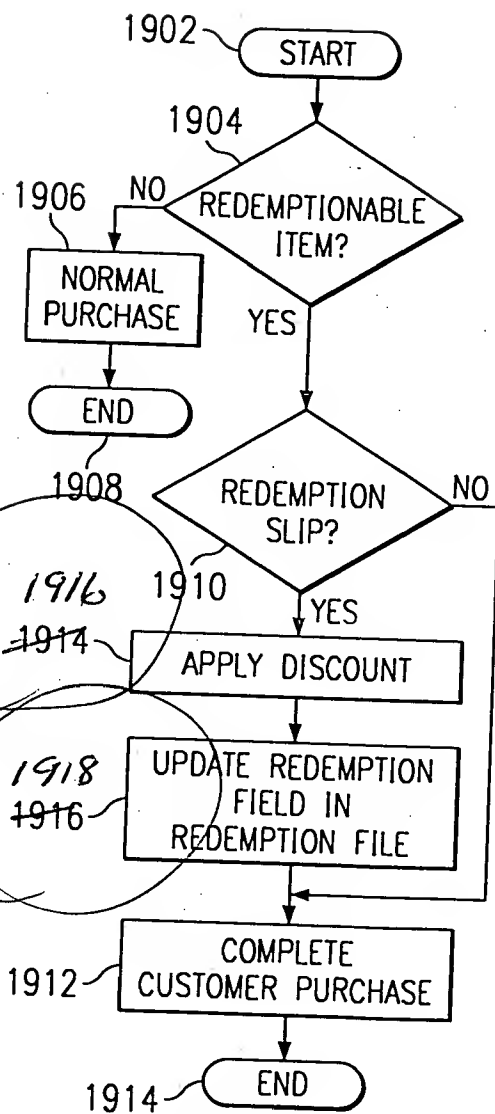 1902
START
1904
1906
NO
REDEMPTIONABLE
ITEM?
NORMAL
PURCHASE
YES
END
1908
REDEMPTION
SLIP?
NO
1910
YES
1916
1914
APPLY DISCOUNT
1918
1916
UPDATE REDEMPTION
FIELD IN
REDEMPTION FILE
1912
COMPLETE
CUSTOMER PURCHASE
1914
END